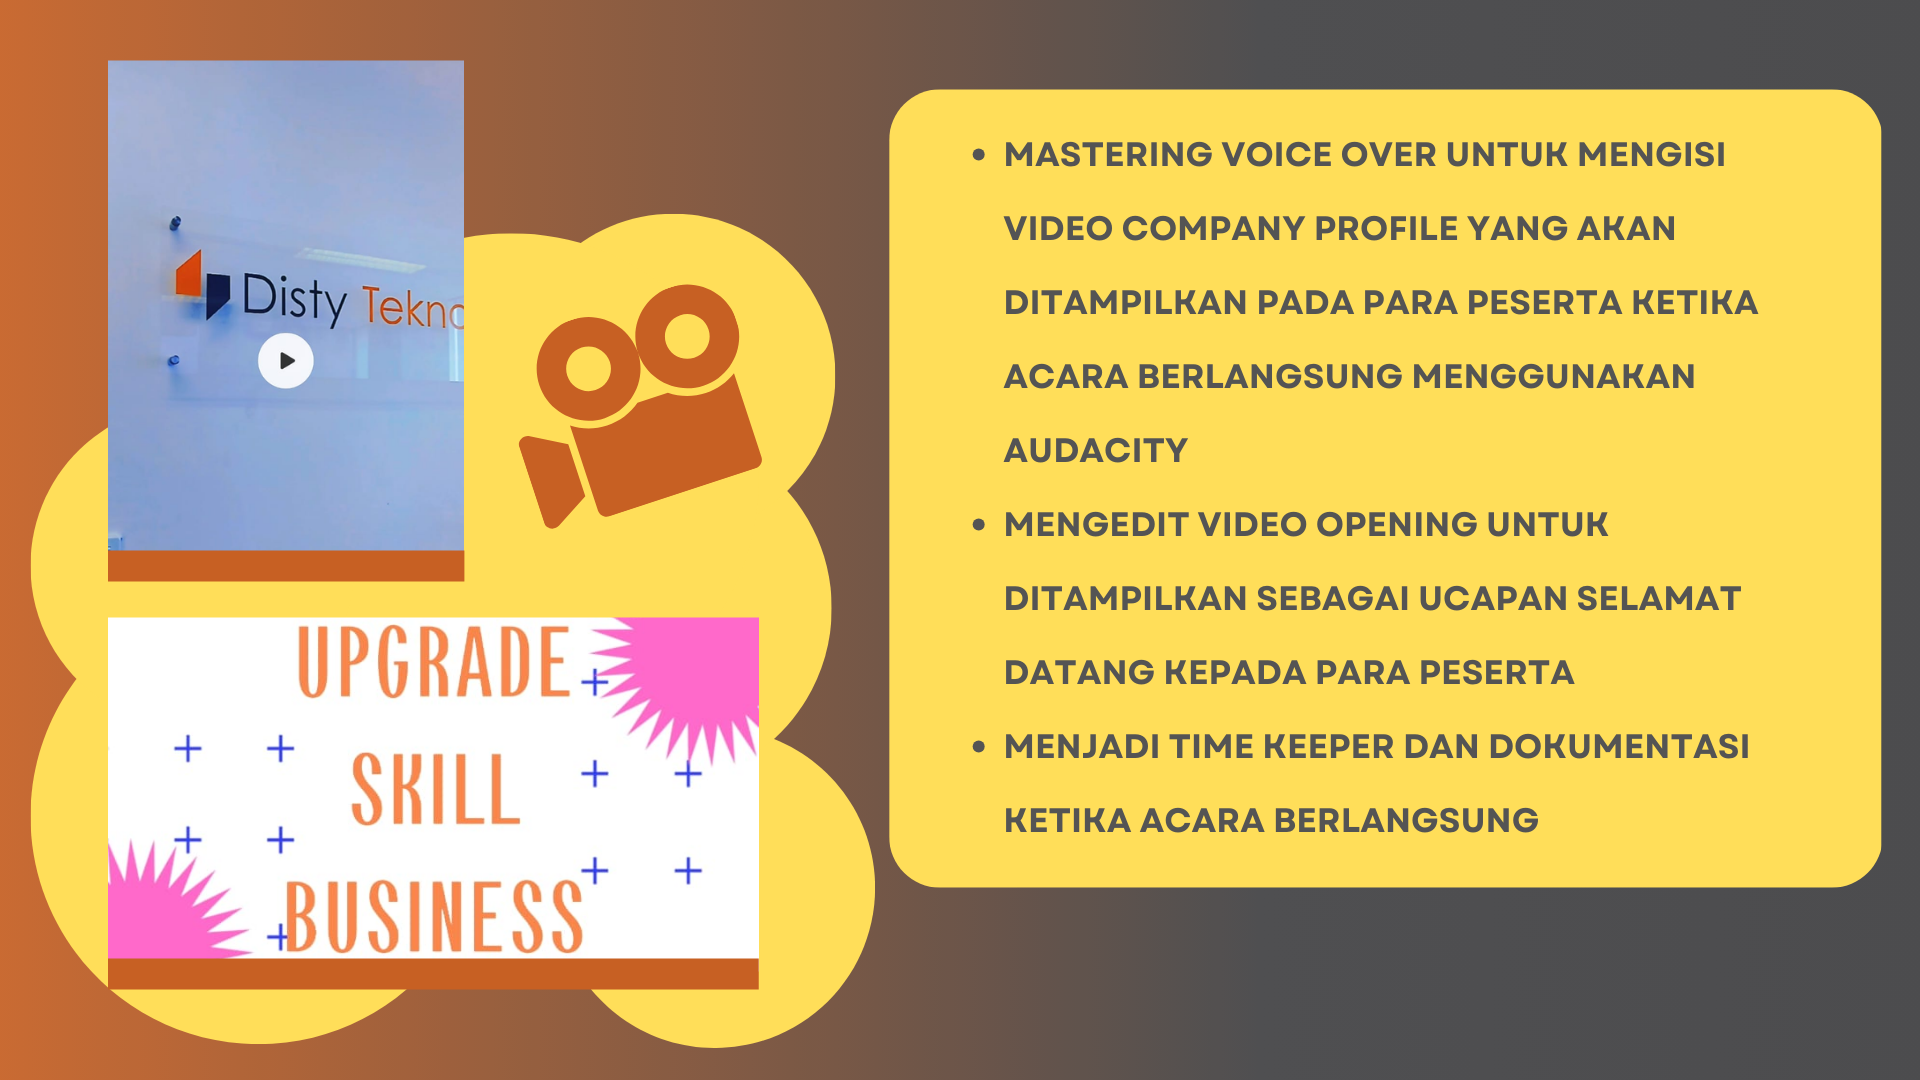 Disty Tekno
UPGRADE
SKILL
BUSINESS
• MASTERING VOICE OVER UNTUK MENGISI
VIDEO COMPANY PROFILE YANG AKAN
DITAMPILKAN PADA PARA PESERTA KETIKA
ACARA BERLANGSUNG MENGGUNAKAN
AUDACITY
• MENGEDIT VIDEO OPENING UNTUK
DITAMPILKAN SEBAGAI UCAPAN SELAMAT
DATANG KEPADA PARA PESERTA
• MENJADI TIME KEEPER DAN DOKUMENTASI
KETIKA ACARA BERLANGSUNG